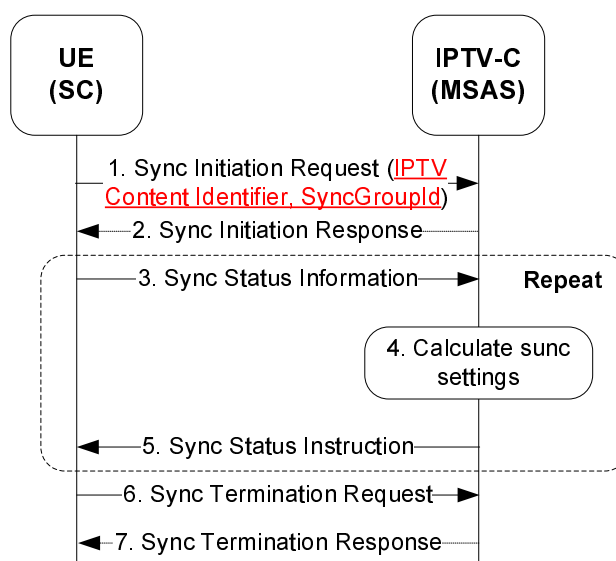 UE
(SC)
IPTV-C
(MSAS)
1. Sync Initiation Request (IPTV
Content Identifier, SyncGroupId)
2. Sync Initiation Response
3. Sync Status Information
Repeat
4. Calculate sunc
settings
5. Sync Status Instruction
6. Sync Termination Request
7. Sync Termination Response